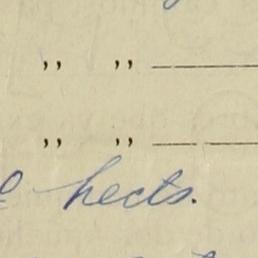 ,, ,,
,, ,,
hects.